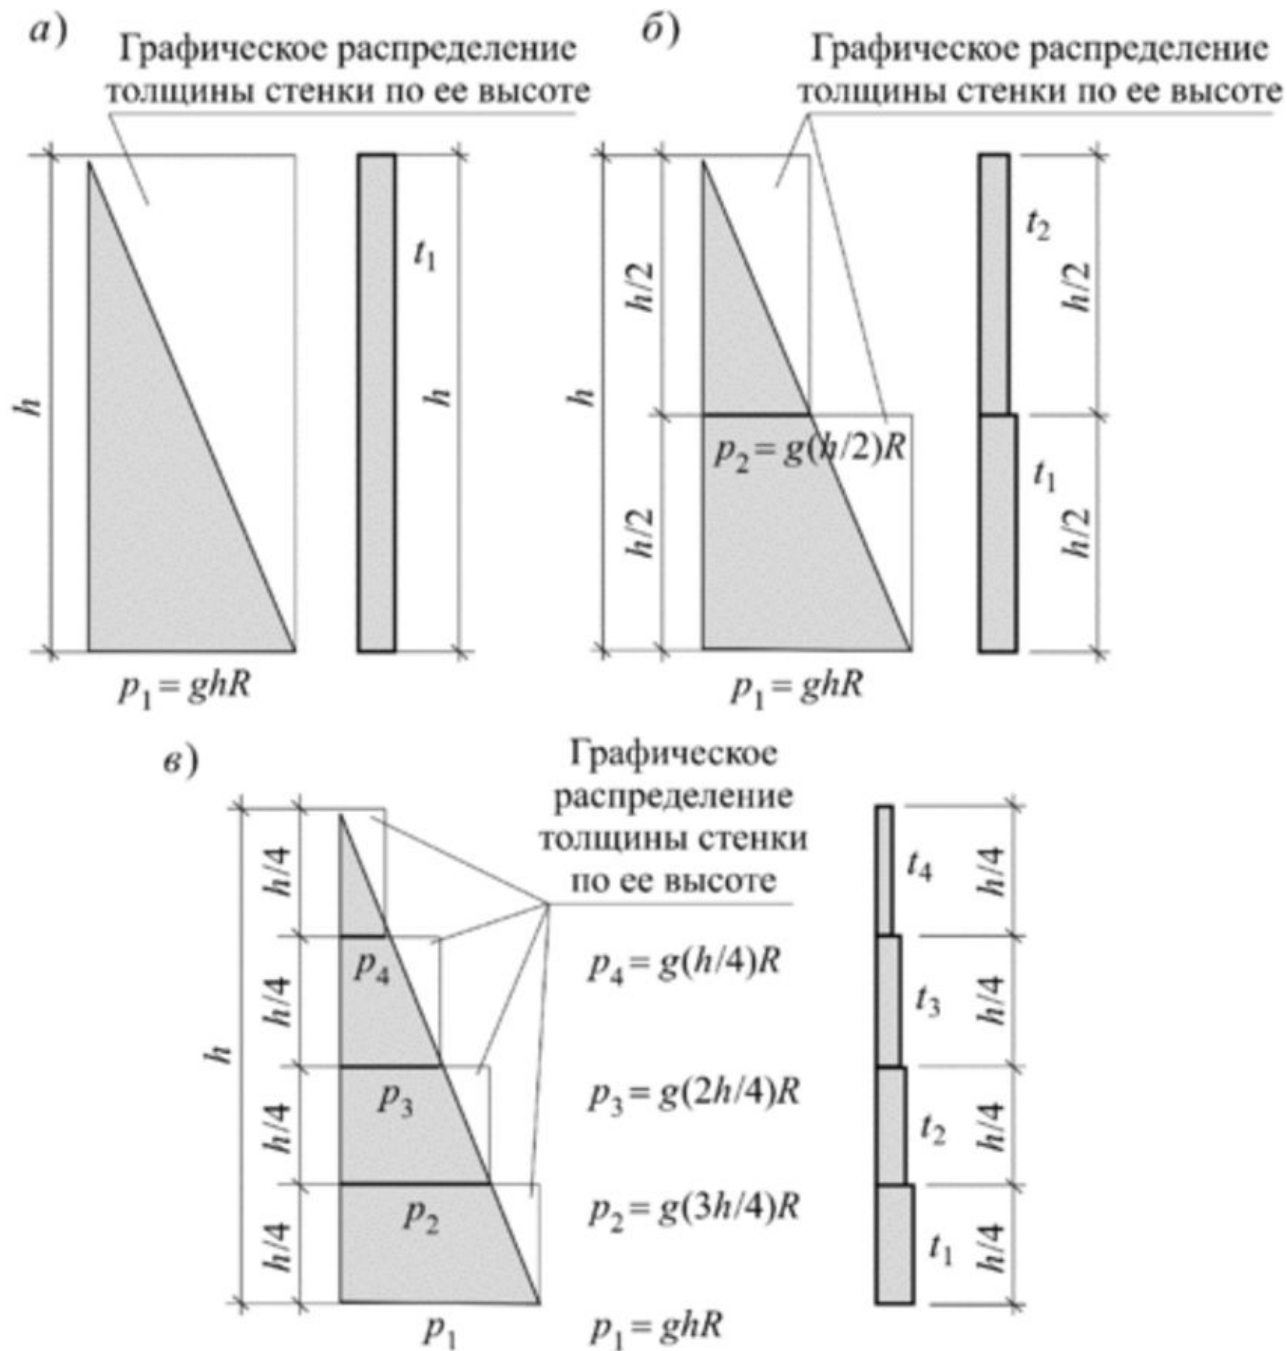 а)
Графическое распределение
толщины стенки по ее высоте
h
t₁
h
p₁ = ghR
б)
Графическое распределение
толщины стенки по ее высоте
h
h/2
h/2
p₂ = g(h/2)R
t₂
h/2
t₁
h/2
p₁ = ghR
в)
Графическое
распределение
толщины стенки
по ее высоте
h
h/4
h/4
h/4
h/4
p₄
p₃
p₂
p₁
p₄ = g(h/4)R
p₃ = g(2h/4)R
p₂ = g(3h/4)R
p₁ = ghR
t₄
h/4
t₃
h/4
t₂
h/4
t₁
h/4